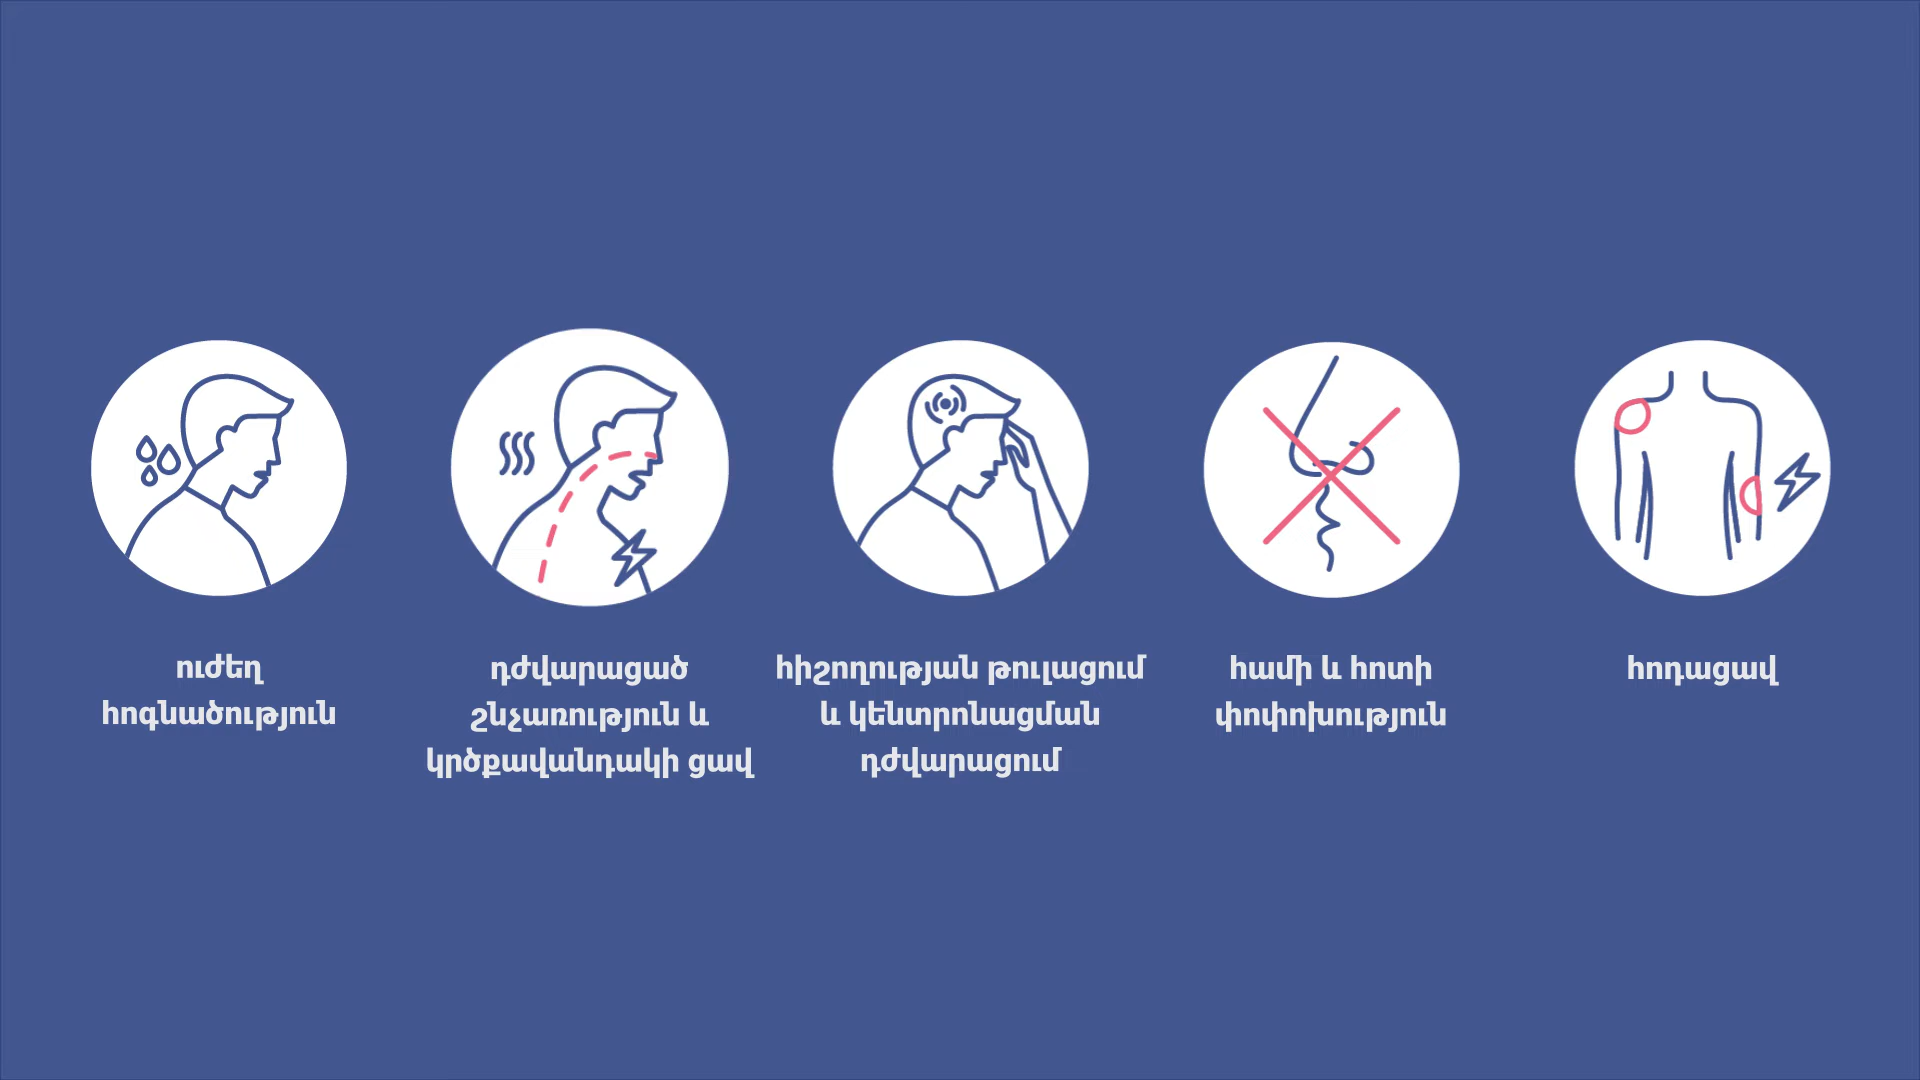 ուժեղ
հոգնածություն
դժվարացած
շնչառություն և
կրծքավանդակի ցավ
հիշողության թուլացում
և կենտրոնացման
դժվարացում
համի և հոտի
փոփոխություն
հոդացավ